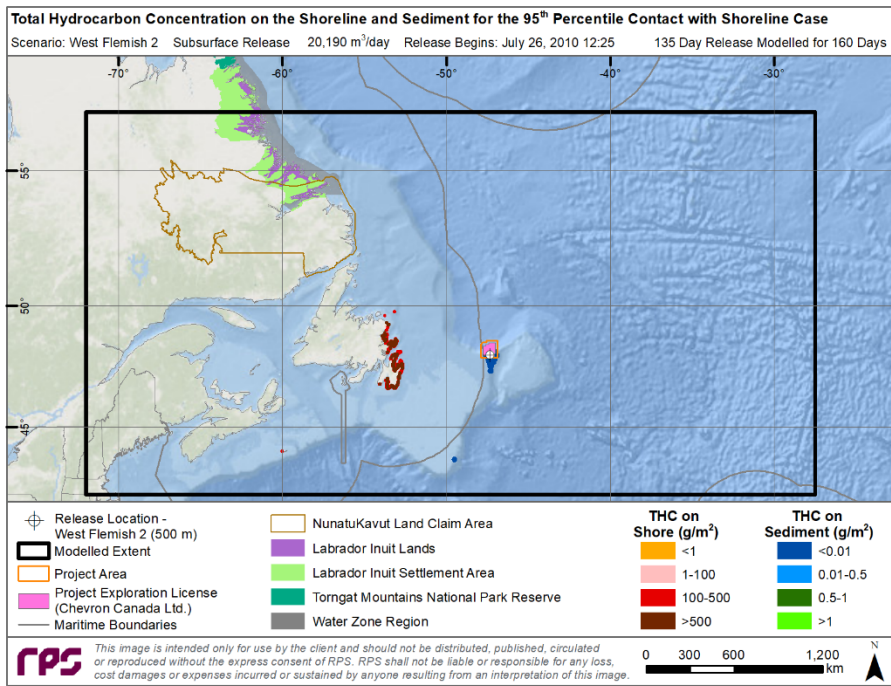 Total Hydrocarbon Concentration on the Shoreline and Sediment for the 95th Percentile Contact with Shoreline Case
Scenario: West Flemish 2 Subsurface Release 20,190 m³/day Release Begins: July 26, 2010 12:25 135 Day Release Modelled for 160 Days
-70° -60° -50° -40° -30°
55°
50°
45°
Release Location -
West Flemish 2 (500 m)
Modelled Extent
Project Area
Project Exploration License
(Chevron Canada Ltd.)
Maritime Boundaries
NunatuKavut Land Claim Area
Labrador Inuit Lands
Labrador Inuit Settlement Area
Torngat Mountains National Park Reserve
Water Zone Region
THC on
Shore (g/m²)
<1
1-100
100-500
>500
THC on
Sediment (g/m²)
<0.01
0.01-0.5
0.5-1
>1
rps
This image is intended only for use by the client and should not be distributed, published, circulated
or reproduced without the express consent of RPS. RPS shall not be liable or responsible for any loss,
cost damages or expenses incurred or sustained by anyone resulting from an interpretation of this image.
0 300 600 1,200
km
N